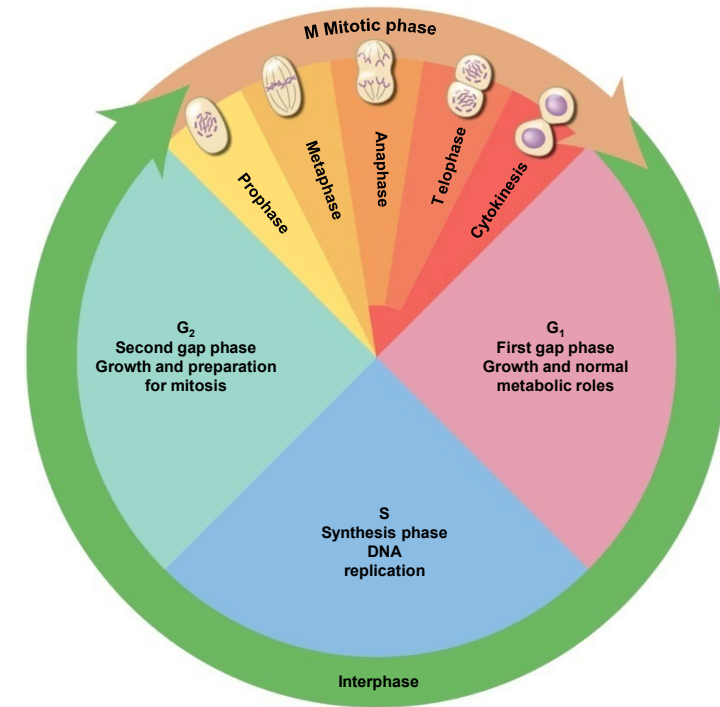 M Mitotic phase
Prophase
Metaphase
Anaphase
T elophase
Cytokinesis
G₂
Second gap phase
Growth and preparation
for mitosis
G₁
First gap phase
Growth and normal
metabolic roles
S
Synthesis phase
DNA
replication
Interphase